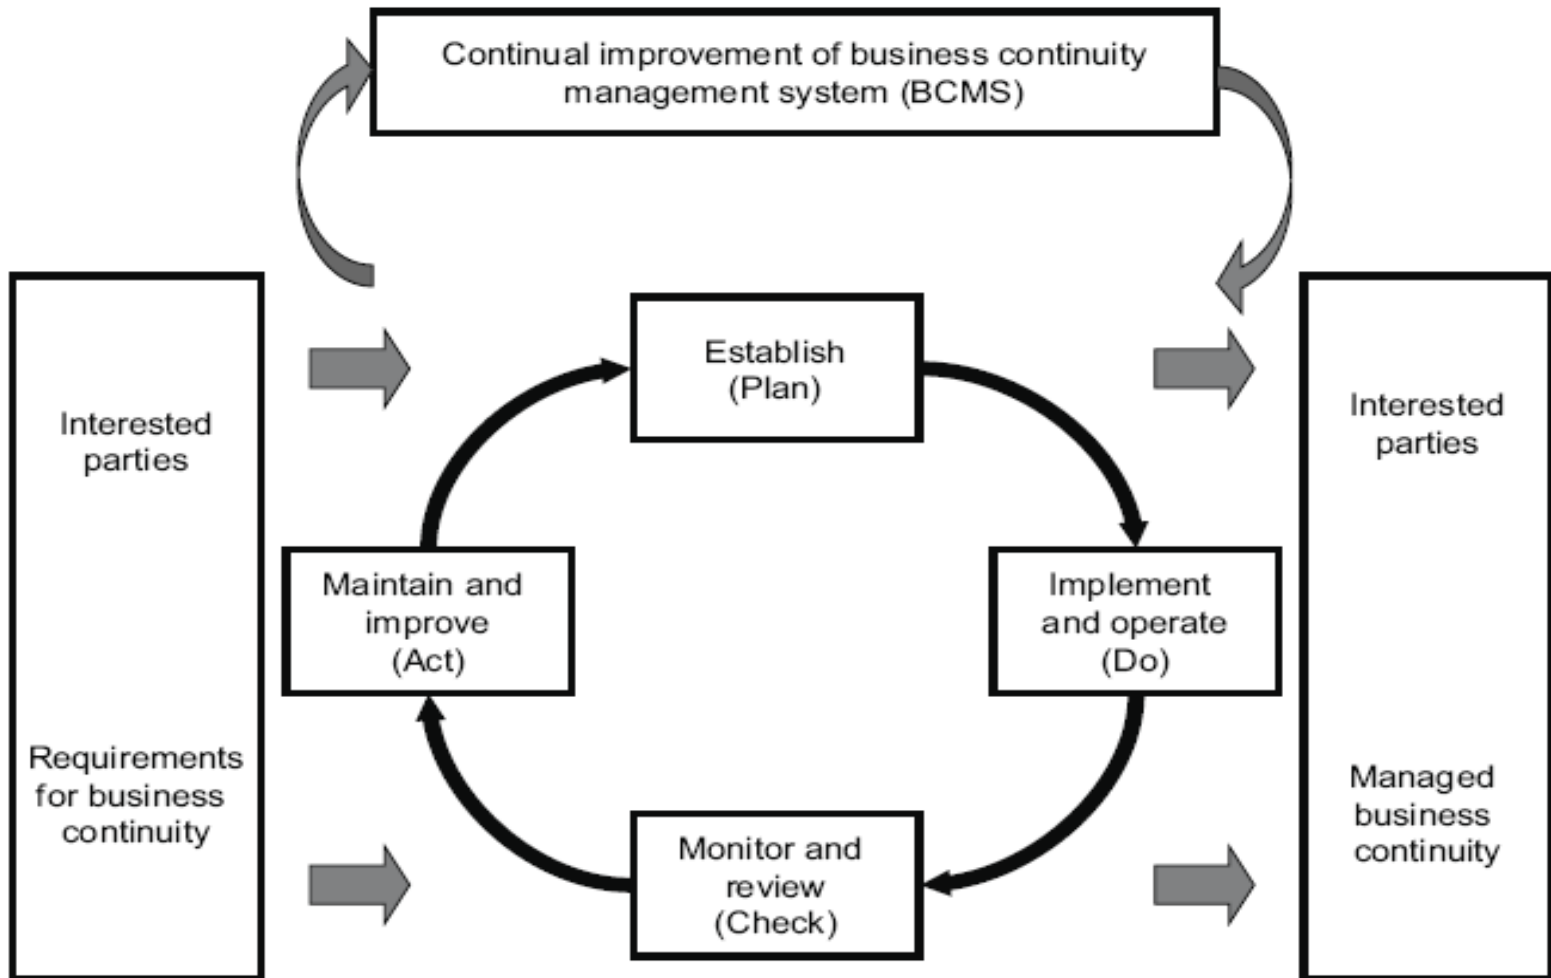 Continual improvement of business continuity
management system (BCMS)
Establish
(Plan)
Interested
parties
Interested
parties
Maintain and
improve
(Act)
Implement
and operate
(Do)
Requirements
for business
continuity
Managed
business
continuity
Monitor and
review
(Check)